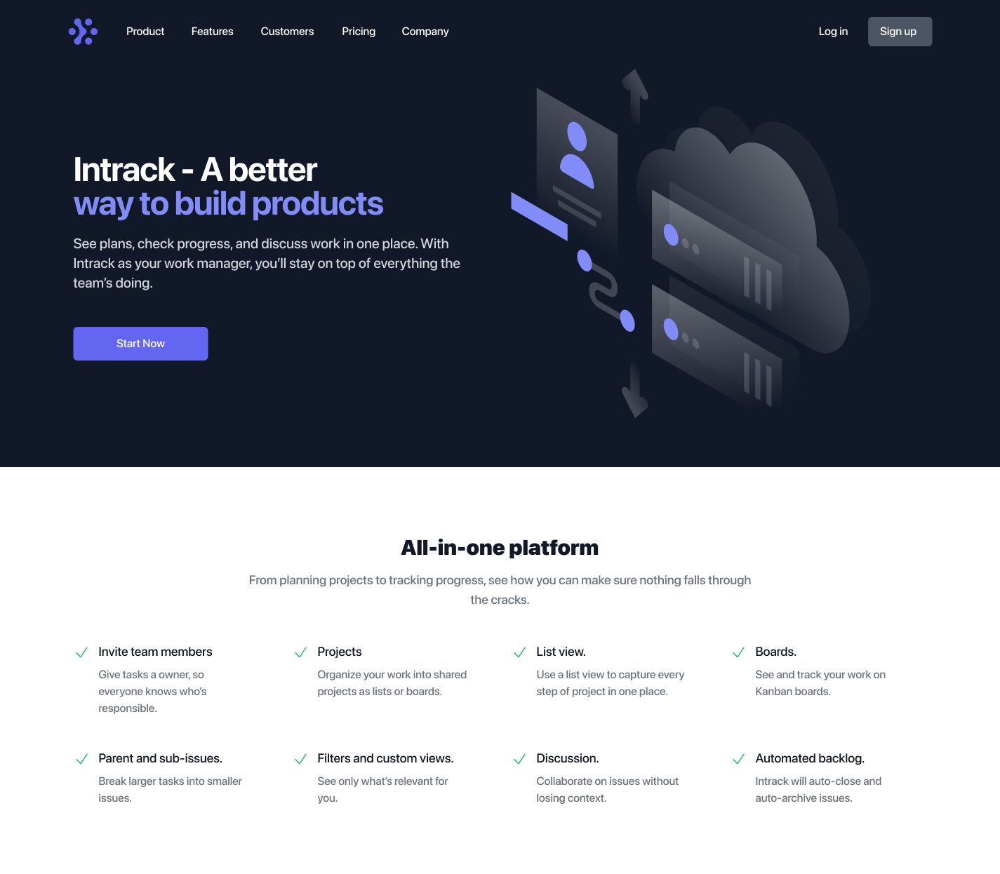 Product Features Customers Pricing Company Log in Sign up
Intrack - A better
way to build products
See plans, check progress, and discuss work in one place. With
Intrack as your work manager, you’ll stay on top of everything the
team’s doing.
Start Now
All-in-one platform
From planning projects to tracking progress, see how you can make sure nothing falls through
the cracks.
Invite team members
Give tasks a owner, so
everyone knows who’s
responsible.
Projects
Organize your work into shared
projects as lists or boards.
List view.
Use a list view to capture every
step of project in one place.
Boards.
See and track your work on
Kanban boards.
Parent and sub-issues.
Break larger tasks into smaller
issues.
Filters and custom views.
See only what’s relevant for
you.
Discussion.
Collaborate on issues without
losing context.
Automated backlog.
Intrack will auto-close and
auto-archive issues.